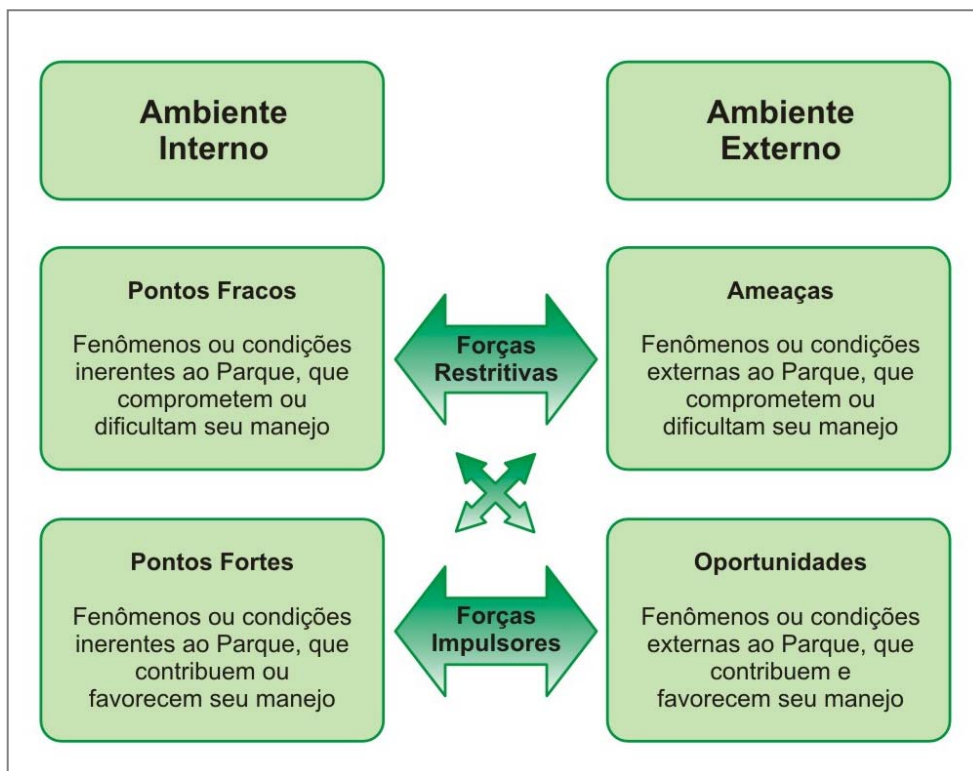 Ambiente
Interno
Ambiente
Externo
Pontos Fracos
Fenômenos ou condições
inerentes ao Parque, que
comprometem ou
dificultam seu manejo
Forças
Restritivas
Ameaças
Fenômenos ou condições
externas ao Parque, que
comprometem ou
dificultam seu manejo
Pontos Fortes
Fenômenos ou condições
inerentes ao Parque, que
contribuem ou
favorecem seu manejo
Forças
Impulsores
Oportunidades
Fenômenos ou condições
externas ao Parque, que
contribuem e
favorecem seu manejo